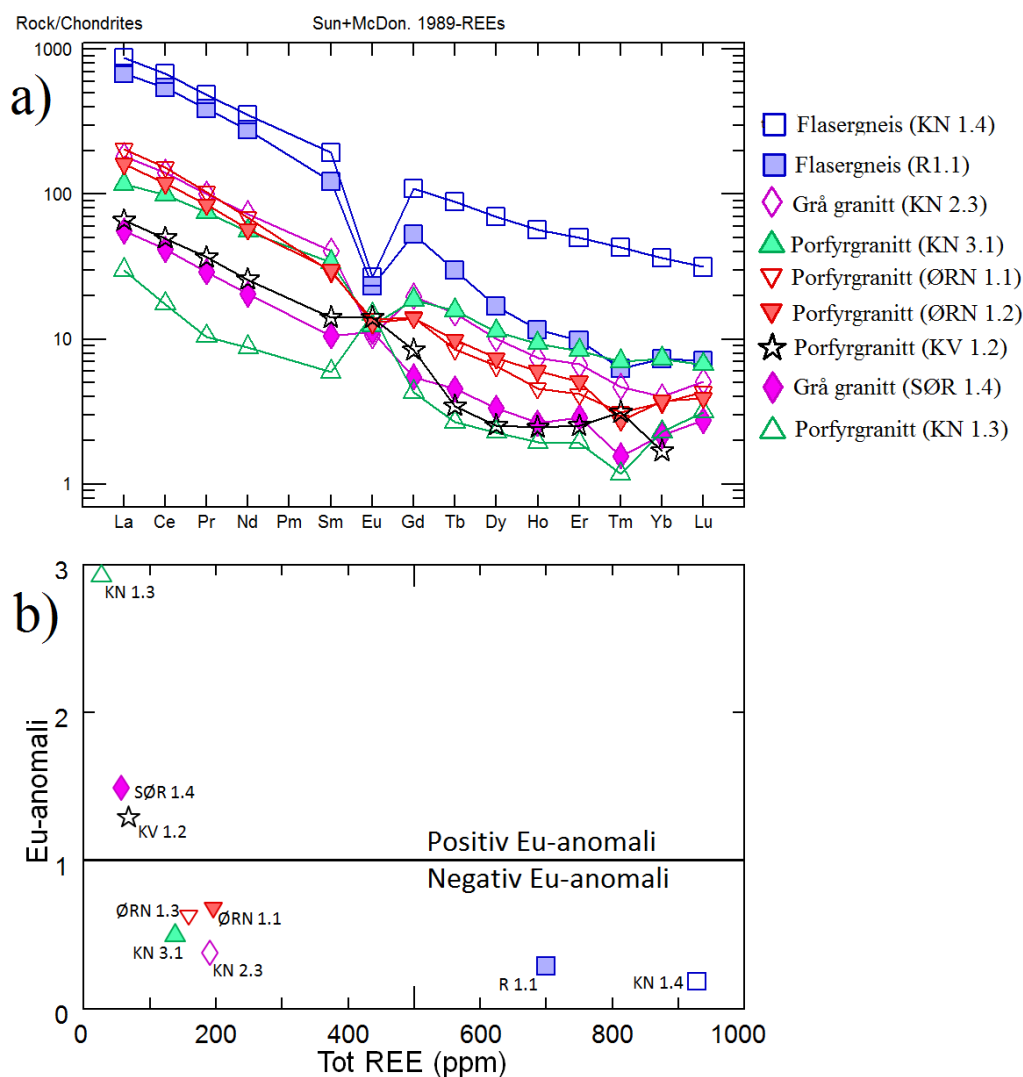 Rock/Chondrites Sun+McDon. 1989-REEs
a)
1000
100
10
1
La Ce Pr Nd Pm Sm Eu Gd Tb Dy Ho Er Tm Yb Lu
Flasergneis (KN 1.4)
Flasergneis (R1.1)
Grå granitt (KN 2.3)
Porfyrgranitt (KN 3.1)
Porfyrgranitt (ØRN 1.1)
Porfyrgranitt (ØRN 1.2)
Porfyrgranitt (KV 1.2)
Grå granitt (SØR 1.4)
Porfyrgranitt (KN 1.3)
b)
Eu-anomali
3
2
1
0
KN 1.3
SØR 1.4
KV 1.2
Positiv Eu-anomali
Negativ Eu-anomali
ØRN 1.3
ØRN 1.1
KN 3.1
KN 2.3
R 1.1
KN 1.4
0 200 400 600 800 1000
Tot REE (ppm)